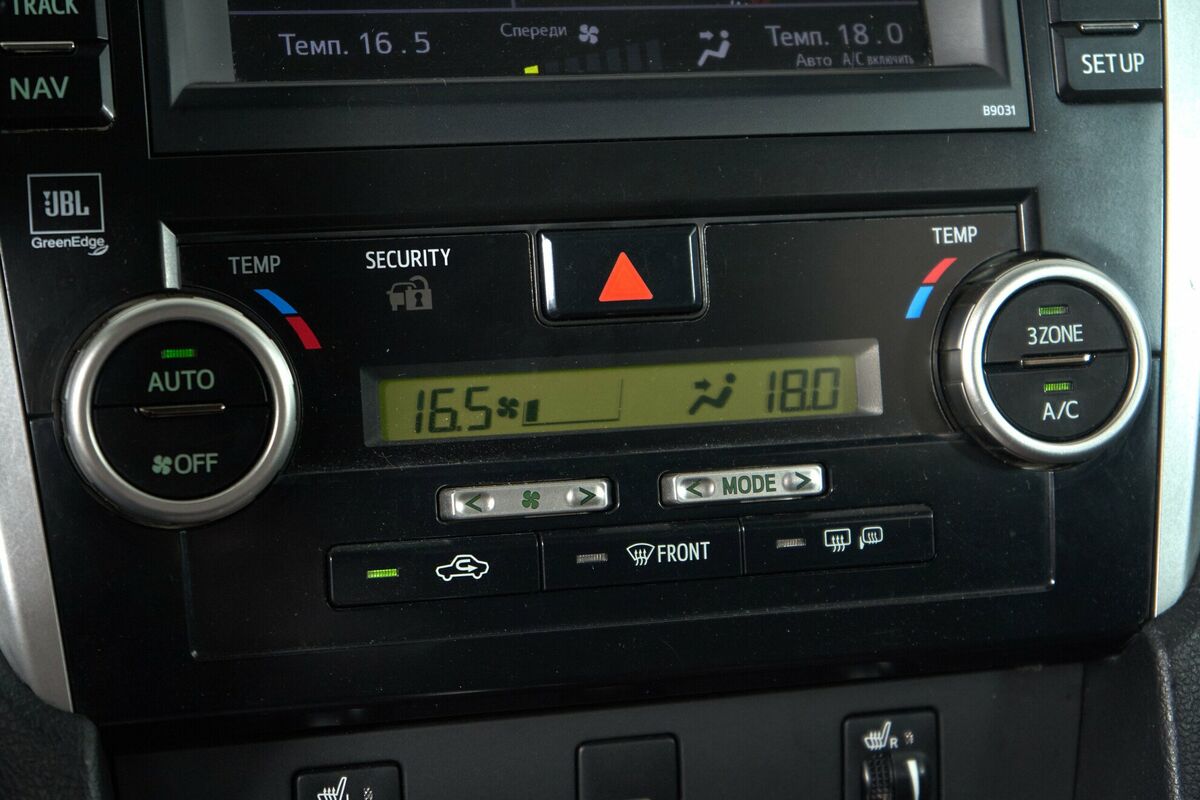 TRACK
Темп. 16.5
Спереди
Темп. 18.0
Авто A/C включить
NAV
SETUP
B9031
JBL
GreenEdge
TEMP
SECURITY
TEMP
AUTO
OFF
16.5
18.0
3ZONE
A/C
< >
< MODE >
FRONT
L
R